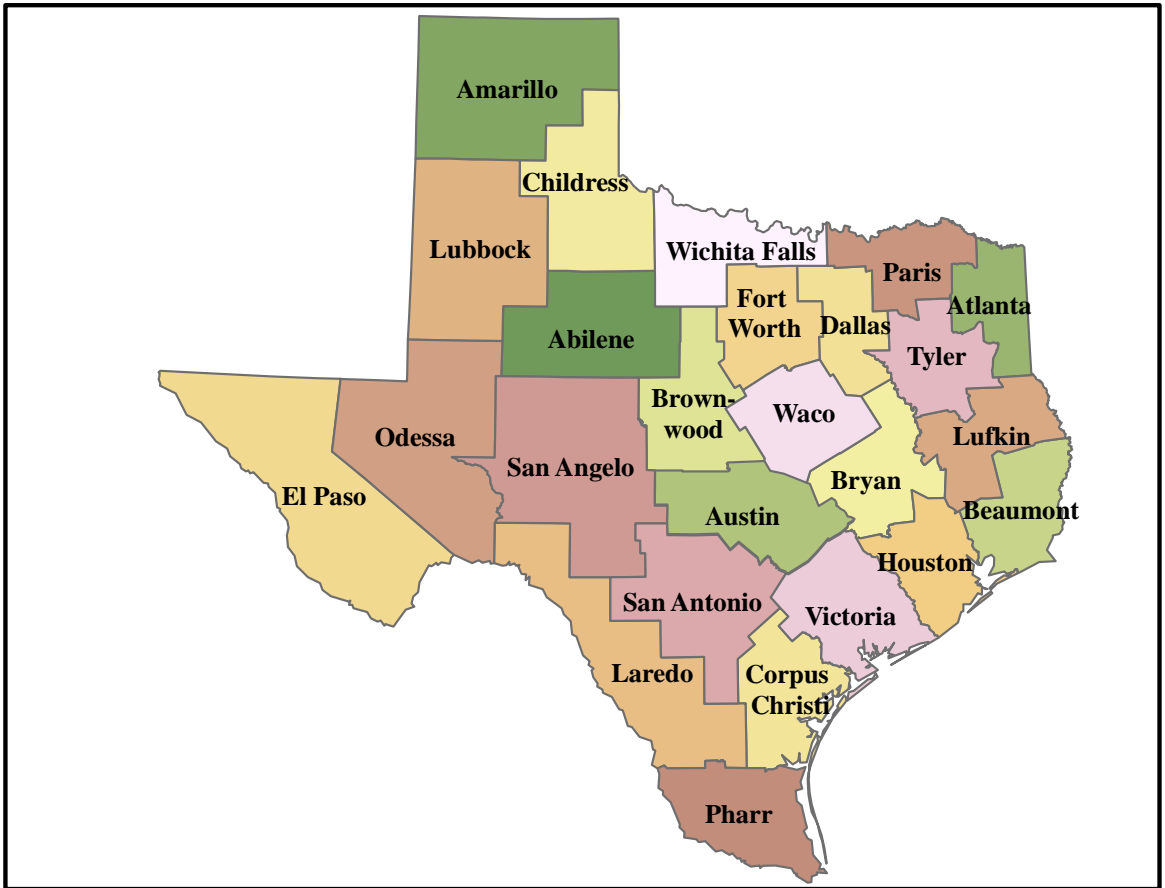 Amarillo
Childress
Lubbock
Wichita Falls
Paris
Atlanta
Fort
Worth
Dallas
Abilene
Tyler
Brown-
wood
Waco
Odessa
Lufkin
San Angelo
Bryan
El Paso
Beaumont
Austin
Houston
San Antonio
Victoria
Laredo
Corpus
Christi
Pharr